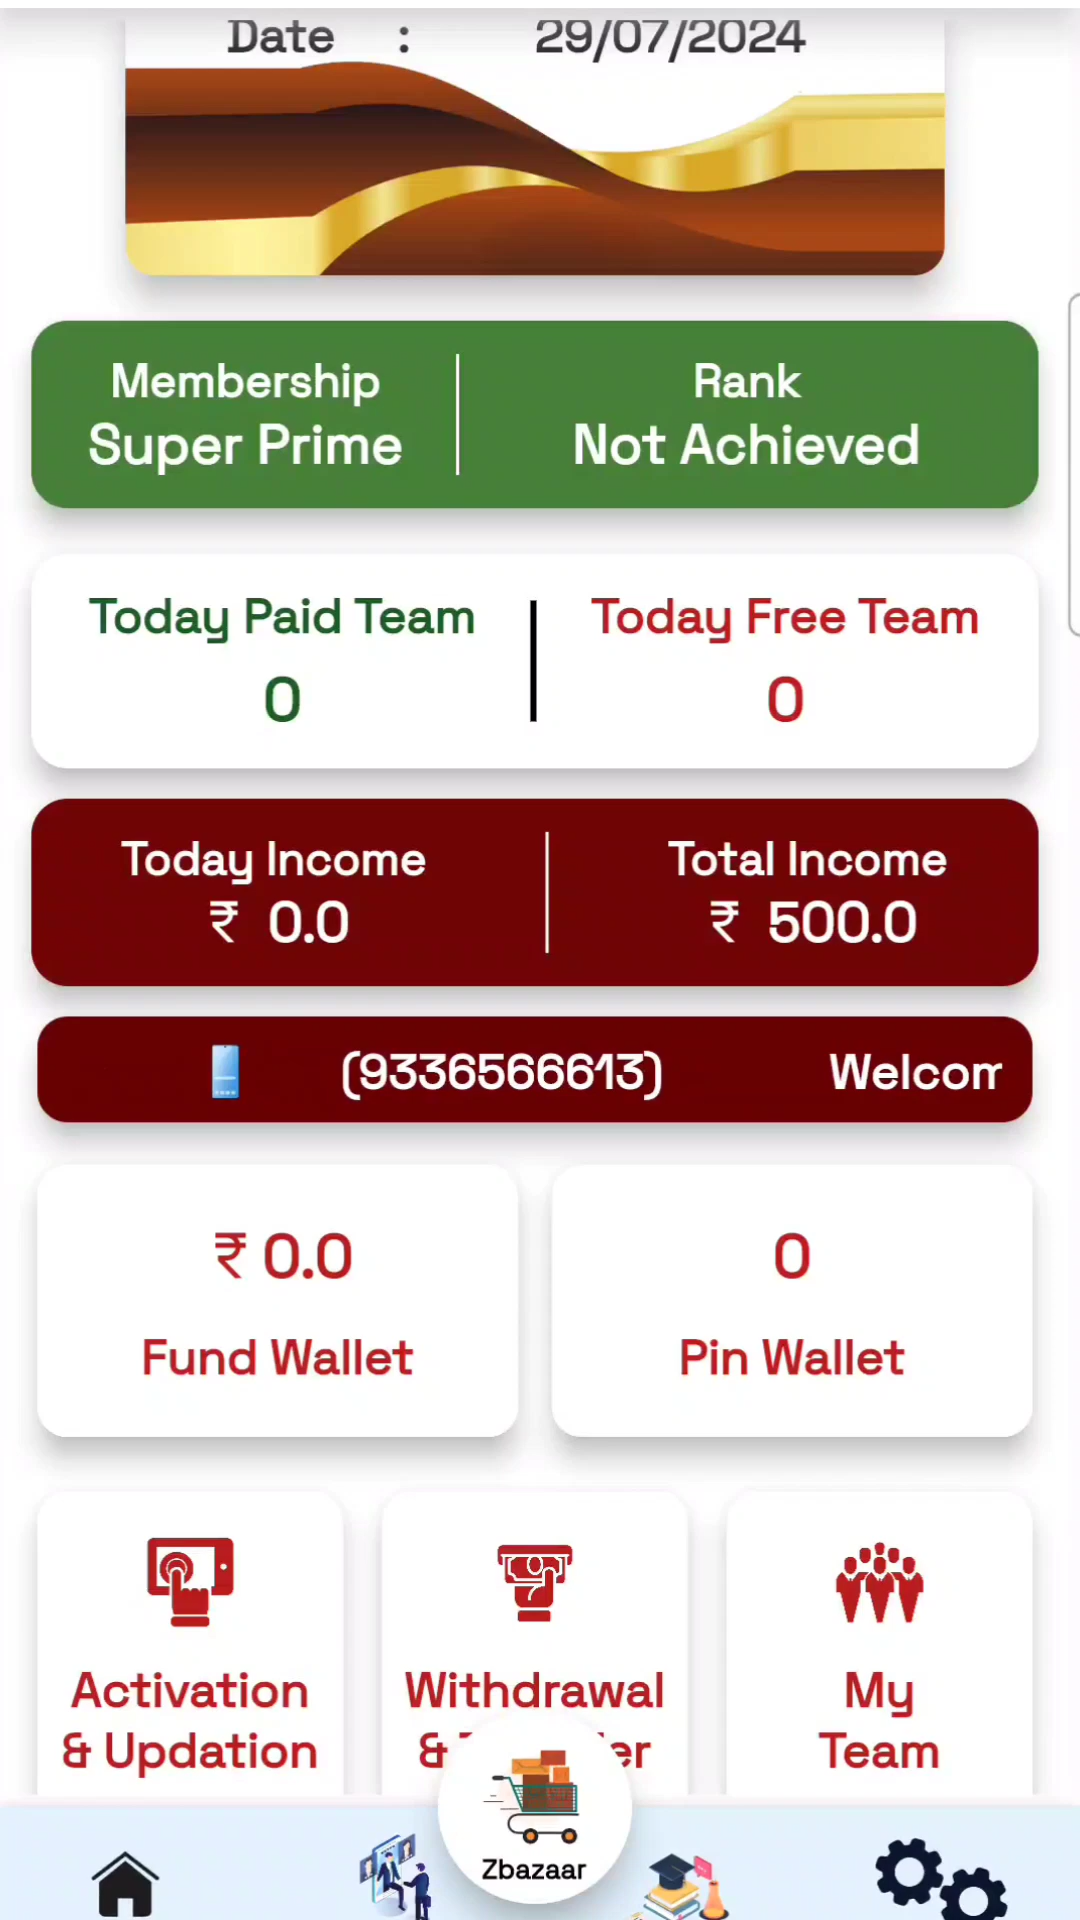 Date : 29/07/2024
Membership
Super Prime
Rank
Not Achieved
Today Paid Team
0
Today Free Team
0
Today Income
₹ 0.0
Total Income
₹ 500.0
(9336566613) Welcom
₹ 0.0
Fund Wallet
0
Pin Wallet
Activation
& Updation
Withdrawal
&
My
Team
Zbazaar